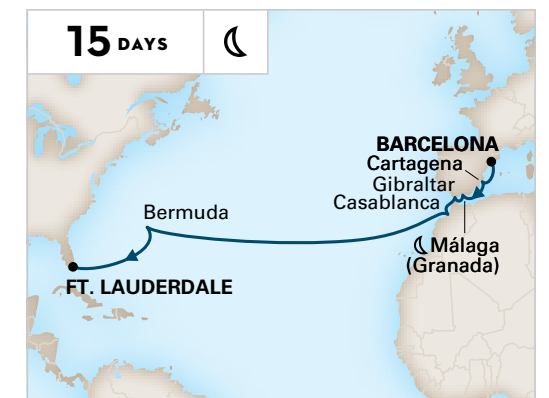 15 DAYS
BARCELONA
Cartagena
Gibraltar
Casablanca
Bermuda
Málaga
(Granada)
FT. LAUDERDALE